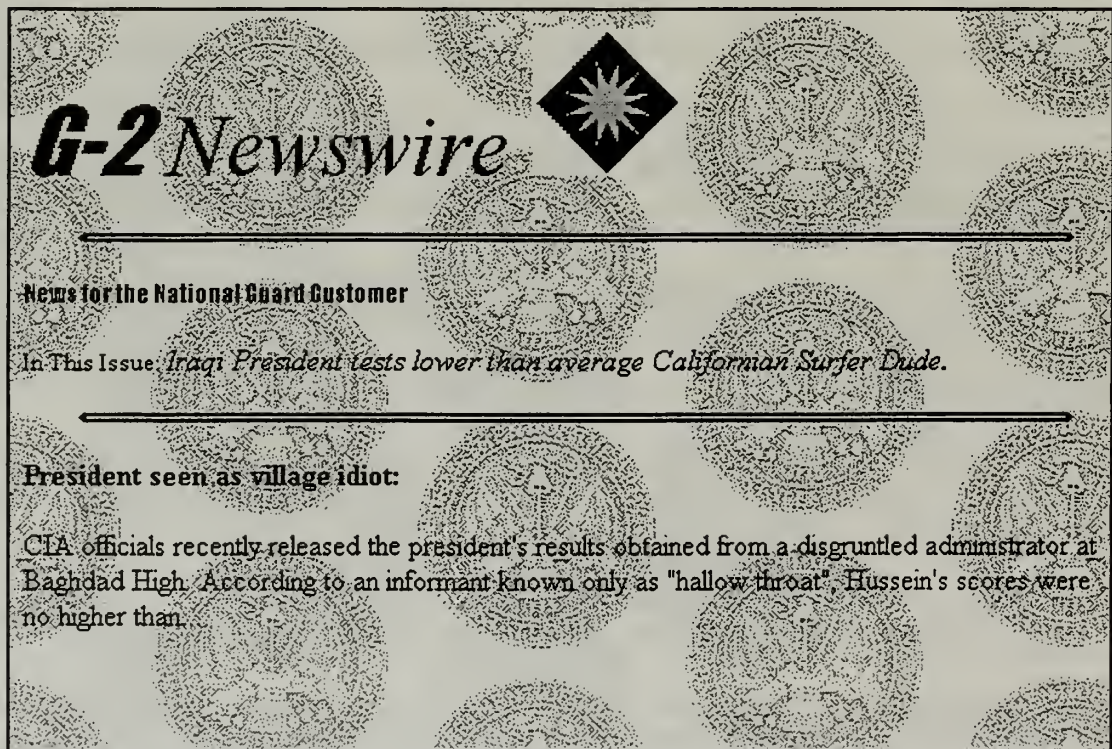 G-2 Newswire
News for the National Guard Customer
In This Issue: Iraqi President tests lower than average Californian Surfer Dude.
President seen as village idiot:
CIA officials recently released the president's results obtained from a disgruntled administrator at
Baghdad High. According to an informant known only as "hallow throat", Hussein's scores were
no higher than...